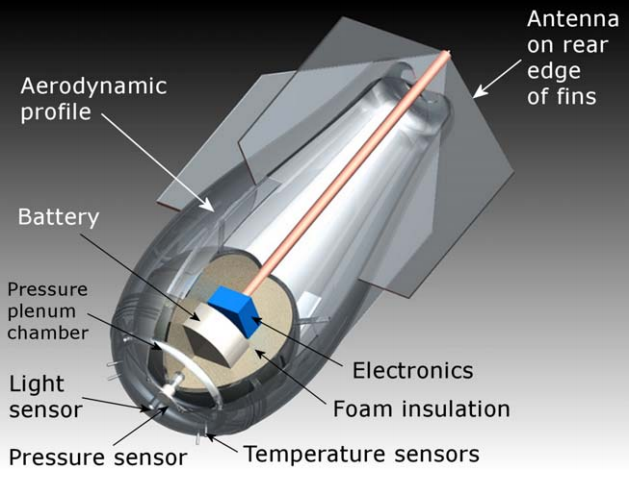 Antenna
on rear
edge
of fins
Aerodynamic
profile
Battery
Pressure
plenum
chamber
Light
sensor
Pressure sensor
Electronics
Foam insulation
Temperature sensors